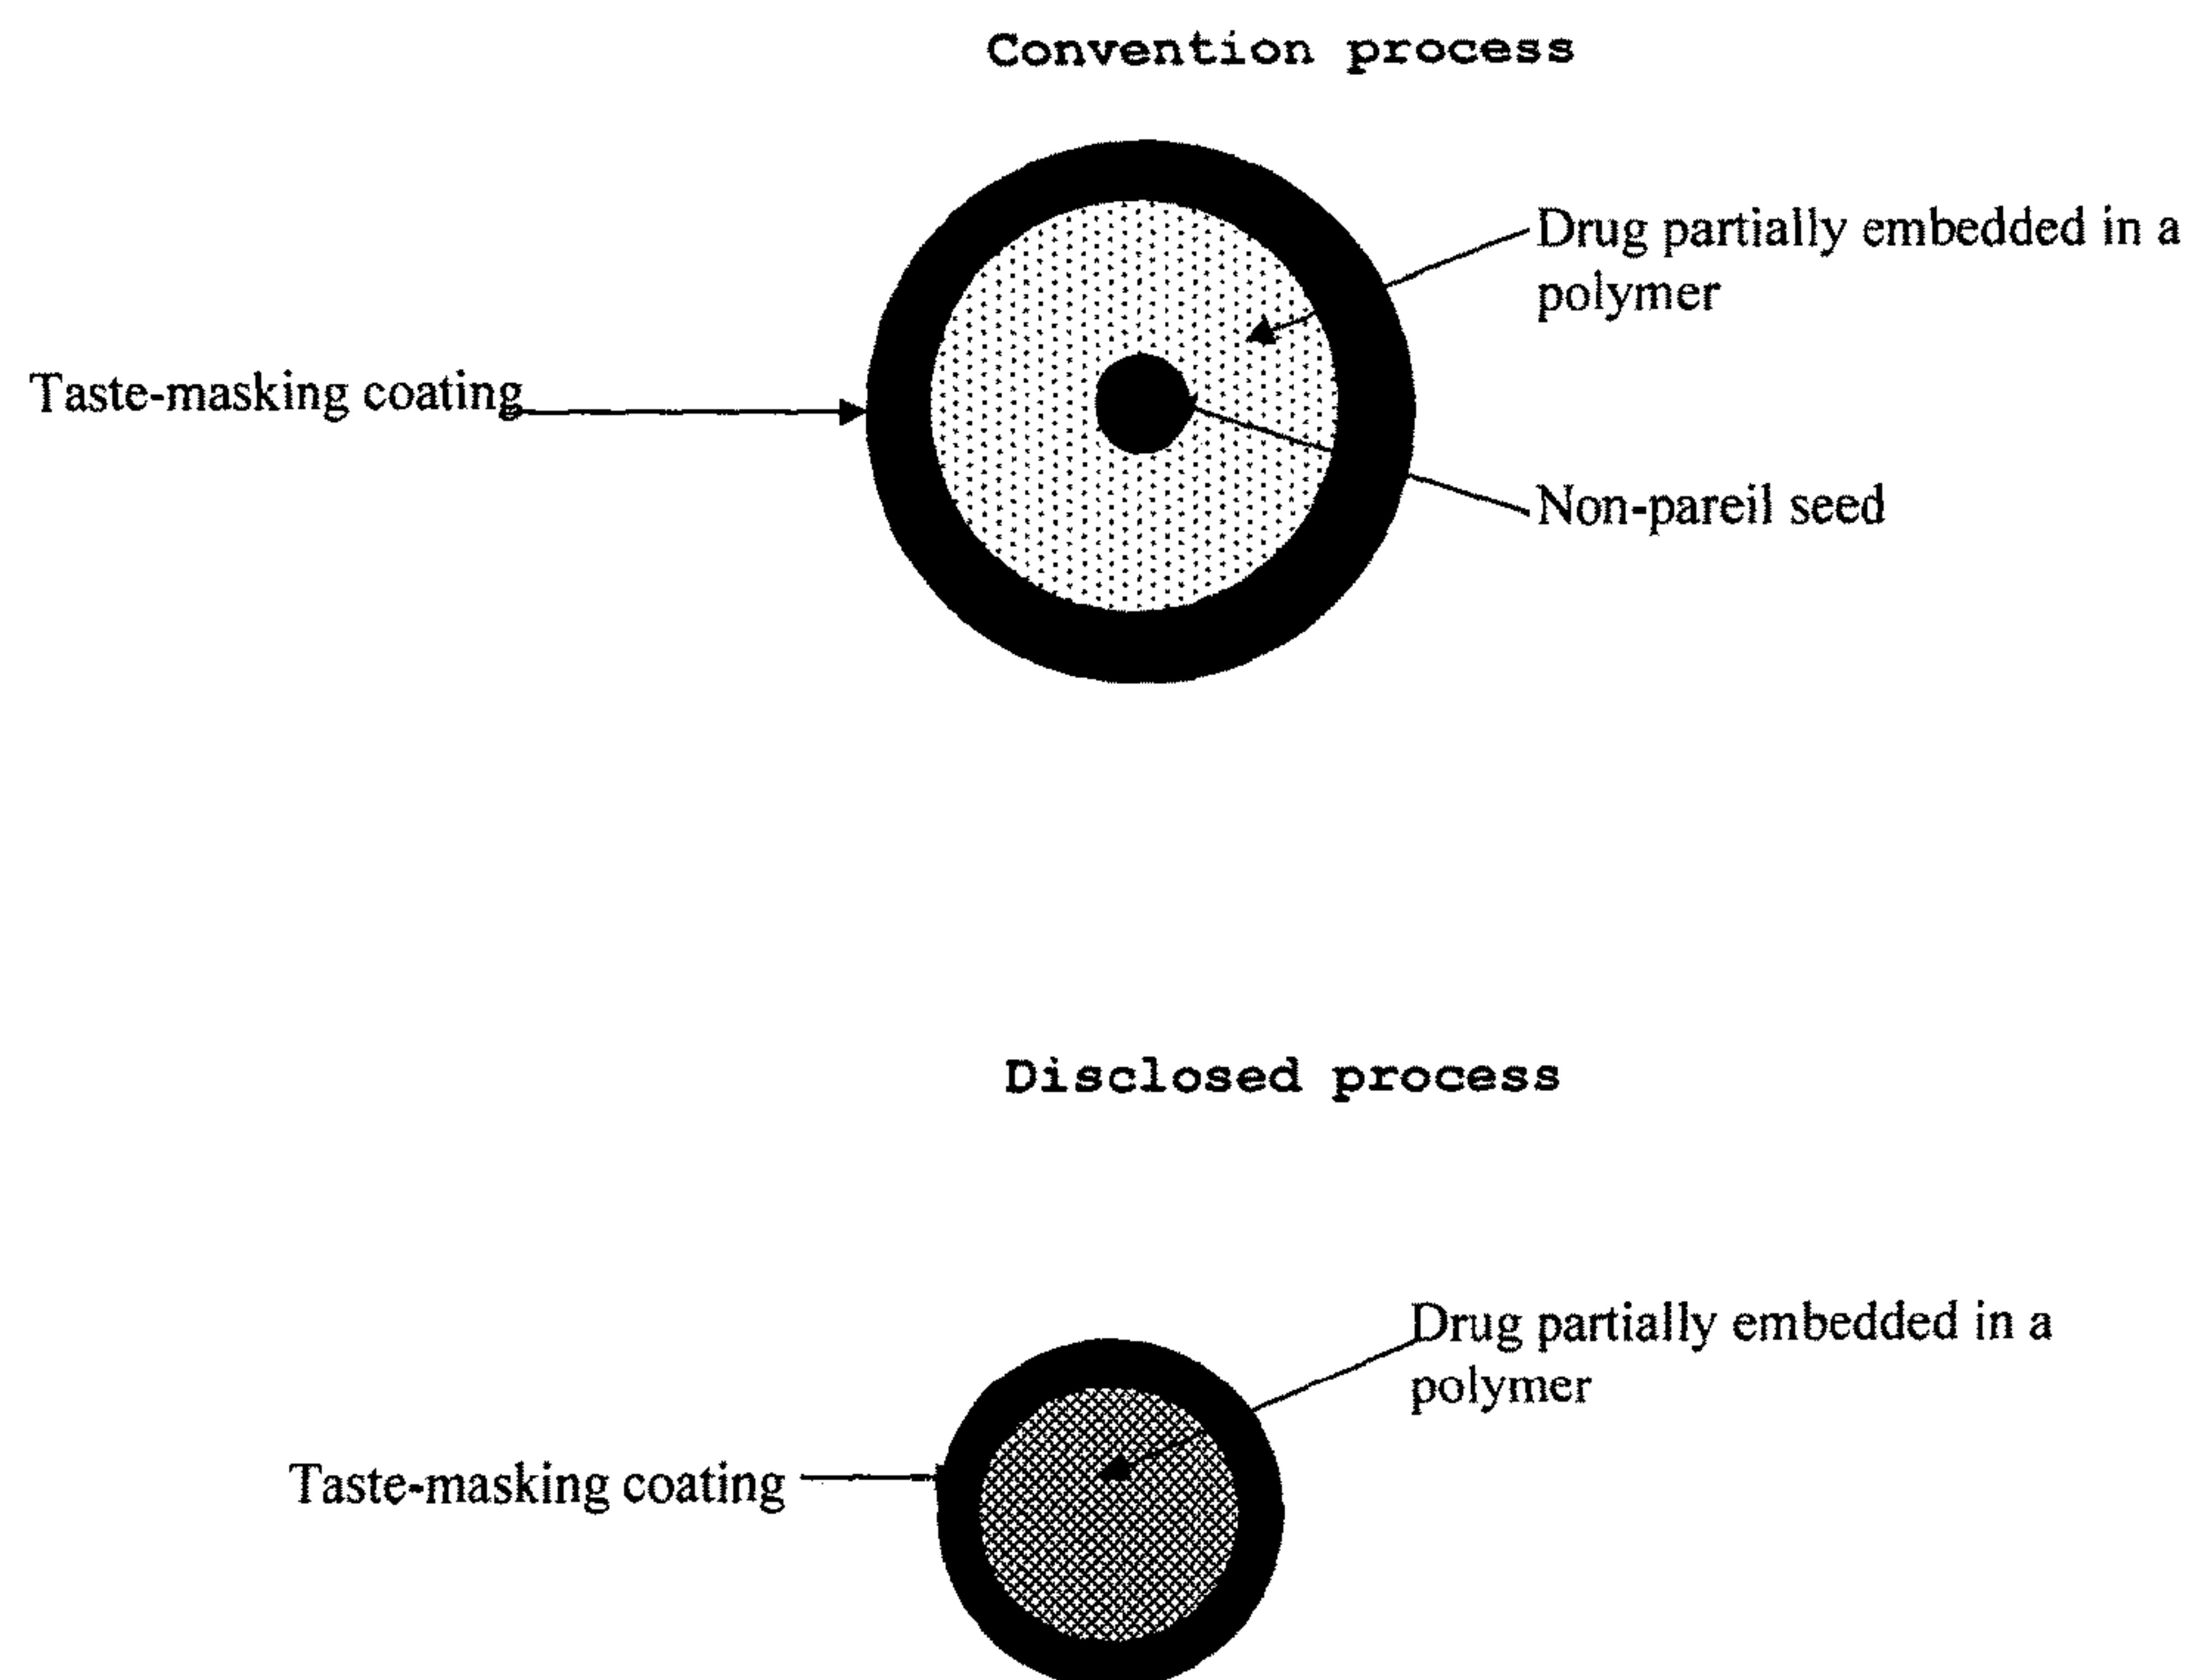 Convention process
Drug partially embedded in a
polymer
Taste-masking coating
Non-pareil seed
Disclosed process
Drug partially embedded in a
polymer
Taste-masking coating